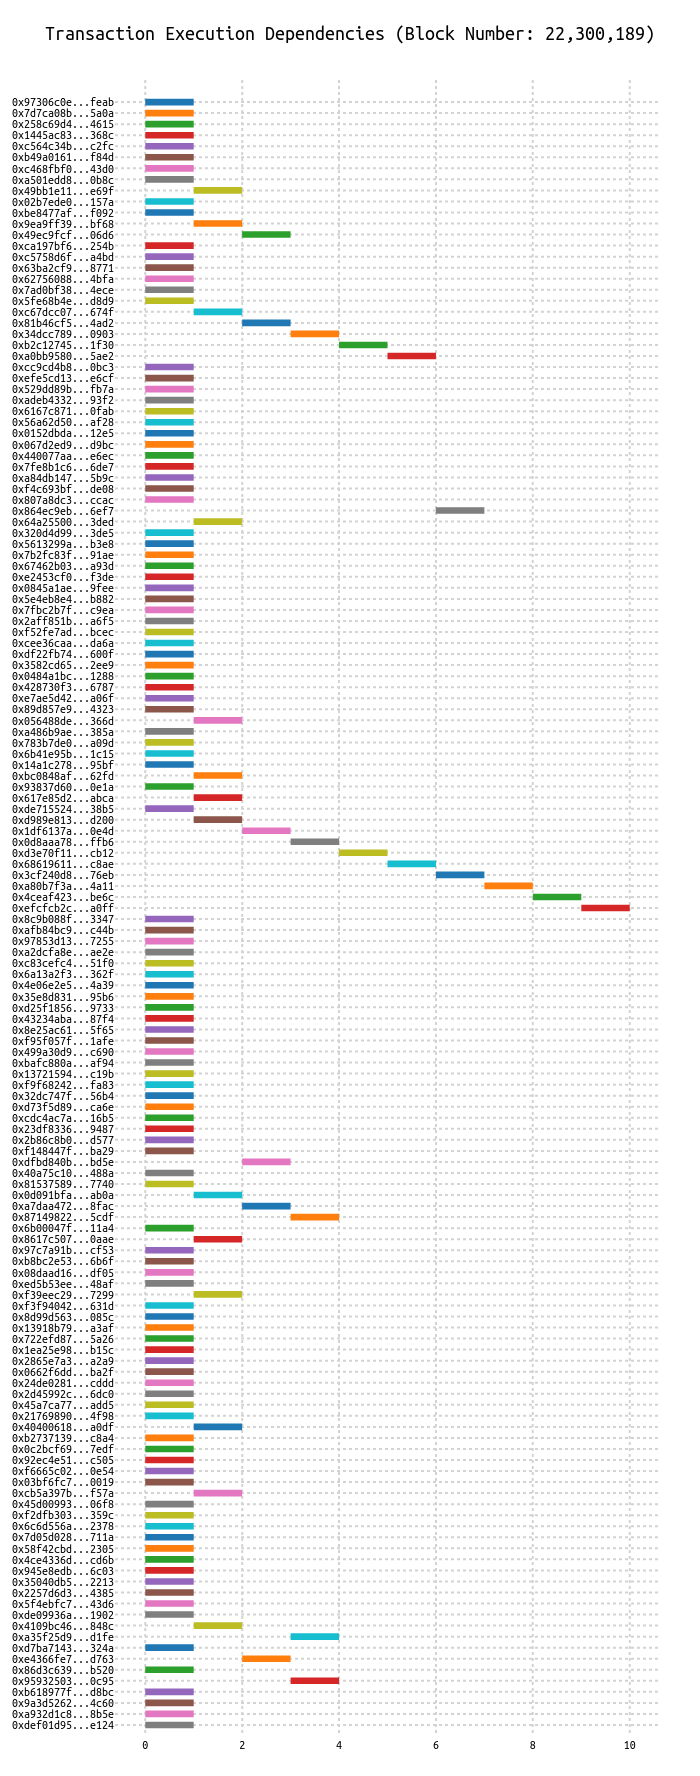 Transaction Execution Dependencies (Block Number: 22,300,189)
0x97306c0e...feab
0x7d7ca08b...5a0a
0x258c69d4...4615
0x1445ac83...368c
0xc564c34b...c2fc
0xb49a0161...f84d
0xc468fbf0...43d0
0xa501edd8...0b8c
0x49bb1e11...e69f
0x02b7ede0...157a
0xbe8477af...f092
0x9ea9ff39...bf68
0x49ec9fcf...06d6
0xca197bf6...254b
0xc5758d6f...a4bd
0x63ba2cf9...8771
0x62756088...4bfa
0x7ad0bf38...4ece
0x5fe68b4e...d8d9
0xc67dcc07...674f
0x81b46cf5...4ad2
0x34dcc789...0903
0xb2c12745...1f30
0xa0bb9580...5ae2
0xcc9cd4b8...0bc3
0xefe5cd13...e6cf
0x529dd89b...fb7a
0xadeb4332...93f2
0x6167c871...0fab
0x56a62d50...af28
0x0152dbda...12e5
0x067d2ed9...d9bc
0x440077aa...e6ec
0x7fe8b1c6...6de7
0xa84db147...5b9c
0xf4c693bf...de08
0x807a8dc3...ccac
0x864ec9eb...6ef7
0x64a25500...3ded
0x320d4d99...3de5
0x5613299a...b3e8
0x7b2fc83f...91ae
0x67462b03...a93d
0xe2453cf0...f3de
0x0845a1ae...9fee
0x5e4eb8e4...b882
0x7fbc2b7f...c9ea
0x2aff851b...a6f5
0xf52fe7ad...bcec
0xcee36caa...da6a
0xdf22fb74...600f
0x3582cd65...2ee9
0x0484a1bc...1288
0x428730f3...6787
0xe7ae5d42...a06f
0x89d857e9...4323
0x056488de...366d
0xa486b9ae...385a
0x783b7de0...a09d
0x6b41e95b...1c15
0x14a1c278...95bf
0xbc0848af...62fd
0x93837d60...0e1a
0x617e85d2...abca
0xde715524...38b5
0xd989e813...d200
0x1df6137a...0e4d
0x0d8aaa78...ffb6
0xd3e70f11...cb12
0x68619611...c8ae
0x3cf240d8...76eb
0xa80b7f3a...4a11
0x4ceaf423...be6c
0xefcfcb2c...a0ff
0x8c9b088f...3347
0xafb84bc9...c44b
0x97853d13...7255
0xa2dcfa8e...ae2e
0xc83cefc4...51f0
0x6a13a2f3...362f
0x4e06e2e5...4a39
0x35e8d831...95b6
0xd25f1856...9733
0x43234aba...87f4
0x8e25ac61...5f65
0xf95f057f...1afe
0x499a30d9...c690
0xbafc880a...af94
0x13721594...c19b
0xf9f68242...fa83
0x32dc747f...56b4
0xd73f5d89...ca6e
0xcdc4ac7a...16b5
0x23df8336...9487
0x2b86c8b0...d577
0xf148447f...ba29
0xdfbd840b...bd5e
0x40a75c10...488a
0x81537589...7740
0x0d091bfa...ab0a
0xa7daa472...8fac
0x87149822...5cdf
0x6b00047f...11a4
0x8617c507...0aae
0x97c7a91b...cf53
0xb8bc2e53...6b6f
0x08daad16...df05
0xed5b53ee...48af
0xf39eec29...7299
0xf3f94042...631d
0x8d99d563...085c
0x13918b79...a3af
0x722efd87...5a26
0x1ea25e98...b15c
0x2865e7a3...a2a9
0x0662f6dd...ba2f
0x24de0281...cddd
0x2d45992c...6dc0
0x45a7ca77...add5
0x21769890...4f98
0x40400618...a0df
0xb2737139...c8a4
0x0c2bcf69...7edf
0x92ec4e51...c505
0xf6665c02...0e54
0x03bf6fc7...0019
0xcb5a397b...f57a
0x45d00993...06f8
0xf2dfb303...359c
0x6c6d556a...2378
0x7d05d028...711a
0x58f42cbd...2305
0x4ce4336d...cd6b
0x945e8edb...6c03
0x35040db5...2213
0x2257d6d3...4385
0x5f4ebfc7...43d6
0xde09936a...1902
0x4109bc46...848c
0xa35f25d9...d1fe
0xd7ba7143...324a
0xe4366fe7...d763
0x86d3c639...b520
0x95932503...0c95
0xb618977f...d8bc
0x9a3d5262...4c60
0xa932d1c8...8b5e
0xdef01d95...e124
0 2 4 6 8 10